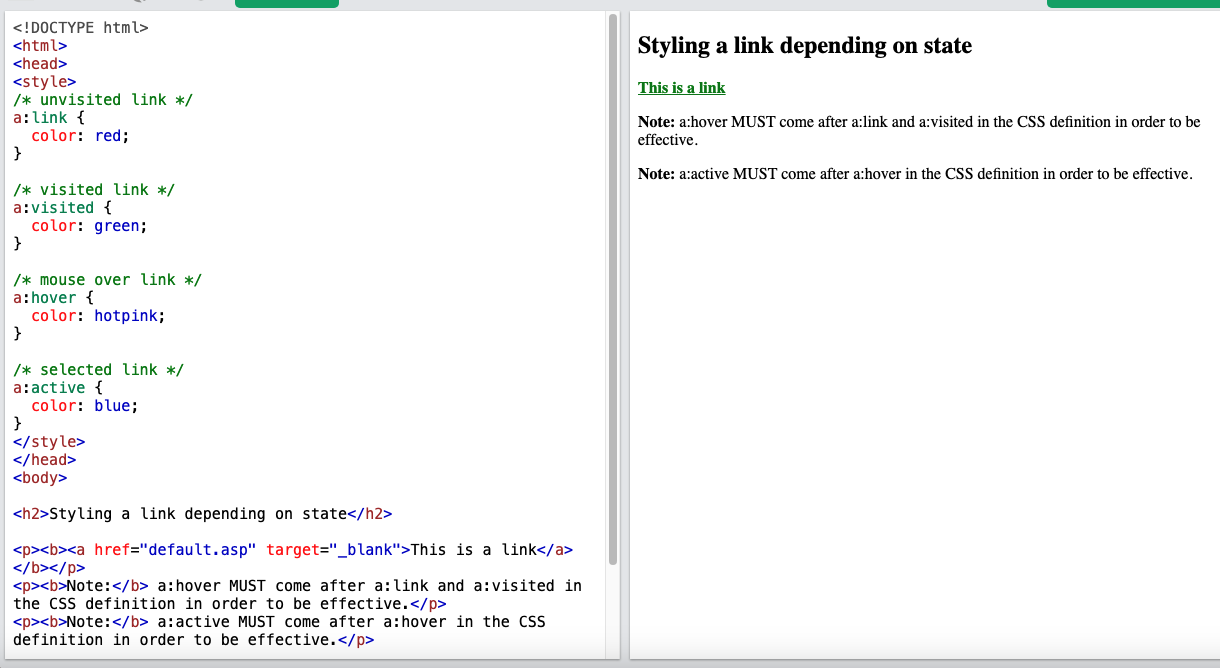 <!DOCTYPE html>
<html>
<head>
<style>
/* unvisited link */
a:link {
  color: red;
}

/* visited link */
a:visited {
  color: green;
}

/* mouse over link */
a:hover {
  color: hotpink;
}

/* selected link */
a:active {
  color: blue;
}
</style>
</head>
<body>

<h2>Styling a link depending on state</h2>

<p><b><a href="default.asp" target="_blank">This is a link</a>
</b></p>
<p><b>Note:</b> a:hover MUST come after a:link and a:visited in
the CSS definition in order to be effective.</p>
<p><b>Note:</b> a:active MUST come after a:hover in the CSS
definition in order to be effective.</p>

Styling a link depending on state
This is a link
Note: a:hover MUST come after a:link and a:visited in the CSS definition in order to be
effective.
Note: a:active MUST come after a:hover in the CSS definition in order to be effective.